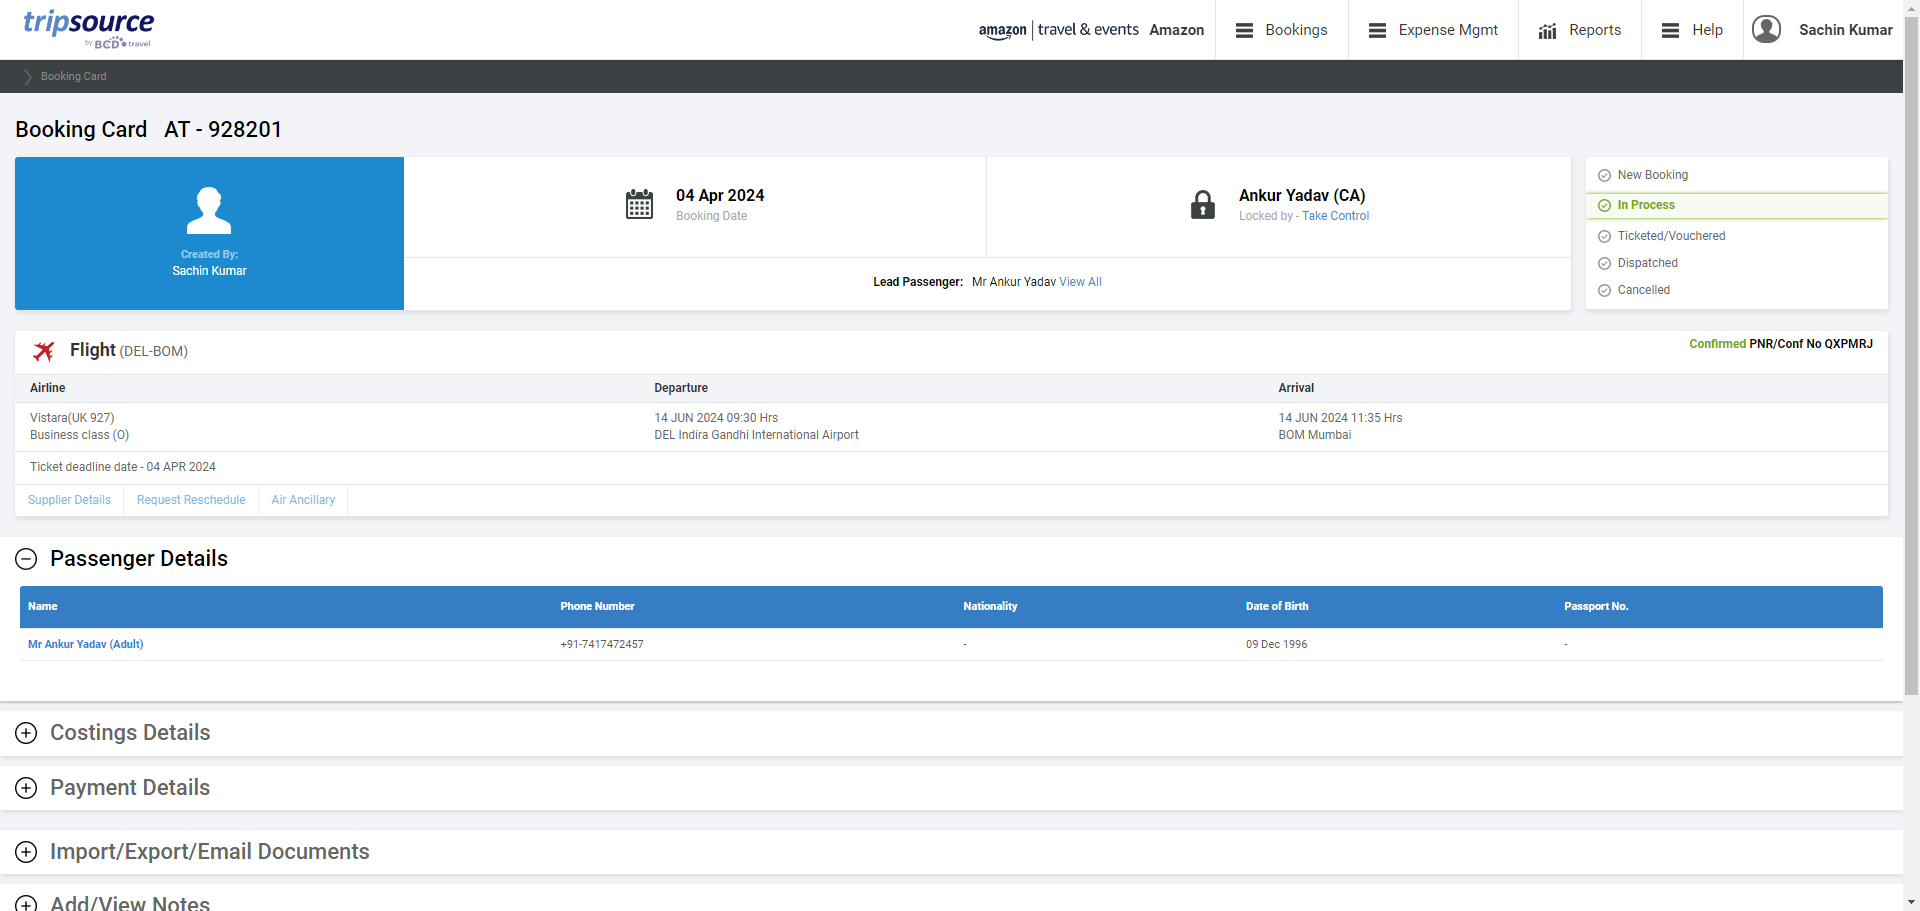 tripsource
by BCD travel
amazon | travel & events Amazon
Bookings
Expense Mgmt
Reports
Help
Sachin Kumar
Booking Card
Booking Card AT - 928201
Created By:
Sachin Kumar
04 Apr 2024
Booking Date
Ankur Yadav (CA)
Locked by - Take Control
Lead Passenger: Mr Ankur Yadav View All
New Booking
In Process
Ticketed/Vouchered
Dispatched
Cancelled
Flight (DEL-BOM)
Confirmed PNR/Conf No QXPMRJ
Airline Departure Arrival
Vistara(UK 927) 14 JUN 2024 09:30 Hrs 14 JUN 2024 11:35 Hrs
Business class (O) DEL Indira Gandhi International Airport BOM Mumbai
Ticket deadline date - 04 APR 2024
Supplier Details Request Reschedule Air Ancillary
Passenger Details
Name Phone Number Nationality Date of Birth Passport No.
Mr Ankur Yadav (Adult) +91-7417472457 - 09 Dec 1996 -
Costings Details
Payment Details
Import/Export/Email Documents
Add/View Notes